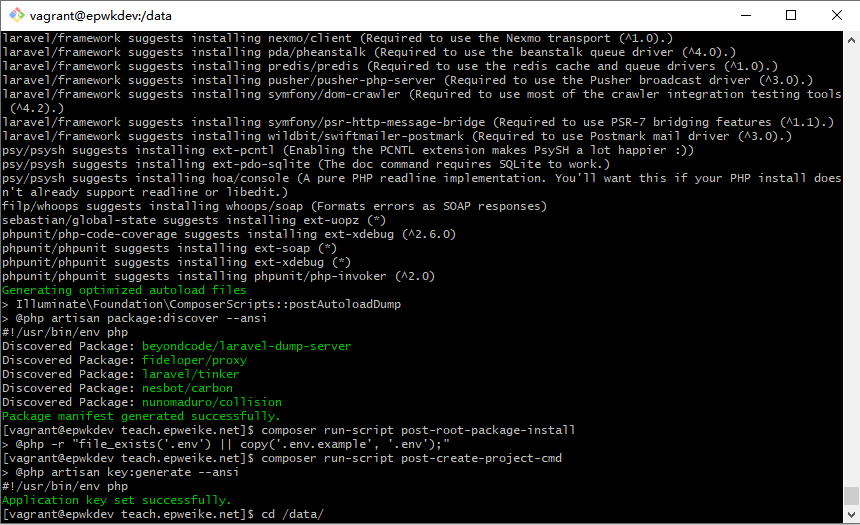 vagrant@epwkdev:/data
laravel/framework suggests installing nexmo/client (Required to use the Nexmo transport (^1.0).)
laravel/framework suggests installing pda/pheanstalk (Required to use the beanstalk queue driver (^4.0).)
laravel/framework suggests installing predis/predis (Required to use the redis cache and queue drivers (^1.0).)
laravel/framework suggests installing pusher/pusher-php-server (Required to use the Pusher broadcast driver (^3.0).)
laravel/framework suggests installing symfony/dom-crawler (Required to use most of the crawler integration testing tools
 (^4.2).)
laravel/framework suggests installing symfony/psr-http-message-bridge (Required to use PSR-7 bridging features (^1.1).)
laravel/framework suggests installing wildbit/swiftmailer-postmark (Required to use Postmark mail driver (^3.0).)
psy/psysh suggests installing ext-pcntl (Enabling the PCNTL extension makes PsySH a lot happier :))
psy/psysh suggests installing ext-pdo-sqlite (The doc command requires SQLite to work.)
psy/psysh suggests installing hoa/console (A pure PHP readline implementation. You'll want this if your PHP install does
n't already support readline or libedit.)
filp/whoops suggests installing whoops/soap (Formats errors as SOAP responses)
sebastian/global-state suggests installing ext-uopz (*)
phpunit/php-code-coverage suggests installing ext-xdebug (^2.6.0)
phpunit/phpunit suggests installing ext-soap (*)
phpunit/phpunit suggests installing ext-xdebug (*)
phpunit/phpunit suggests installing phpunit/php-invoker (^2.0)
Generating optimized autoload files
> Illuminate\Foundation\ComposerScripts::postAutoloadDump
> @php artisan package:discover --ansi
#!/usr/bin/env php
Discovered Package: beyondcode/laravel-dump-server
Discovered Package: fideloper/proxy
Discovered Package: laravel/tinker
Discovered Package: nesbot/carbon
Discovered Package: nunomaduro/collision
Package manifest generated successfully.
[vagrant@epwkdev teach.epweike.net]$ composer run-script post-root-package-install
> @php -r "file_exists('.env') || copy('.env.example', '.env');"
[vagrant@epwkdev teach.epweike.net]$ composer run-script post-create-project-cmd
> @php artisan key:generate --ansi
#!/usr/bin/env php
Application key set successfully.
[vagrant@epwkdev teach.epweike.net]$ cd /data/